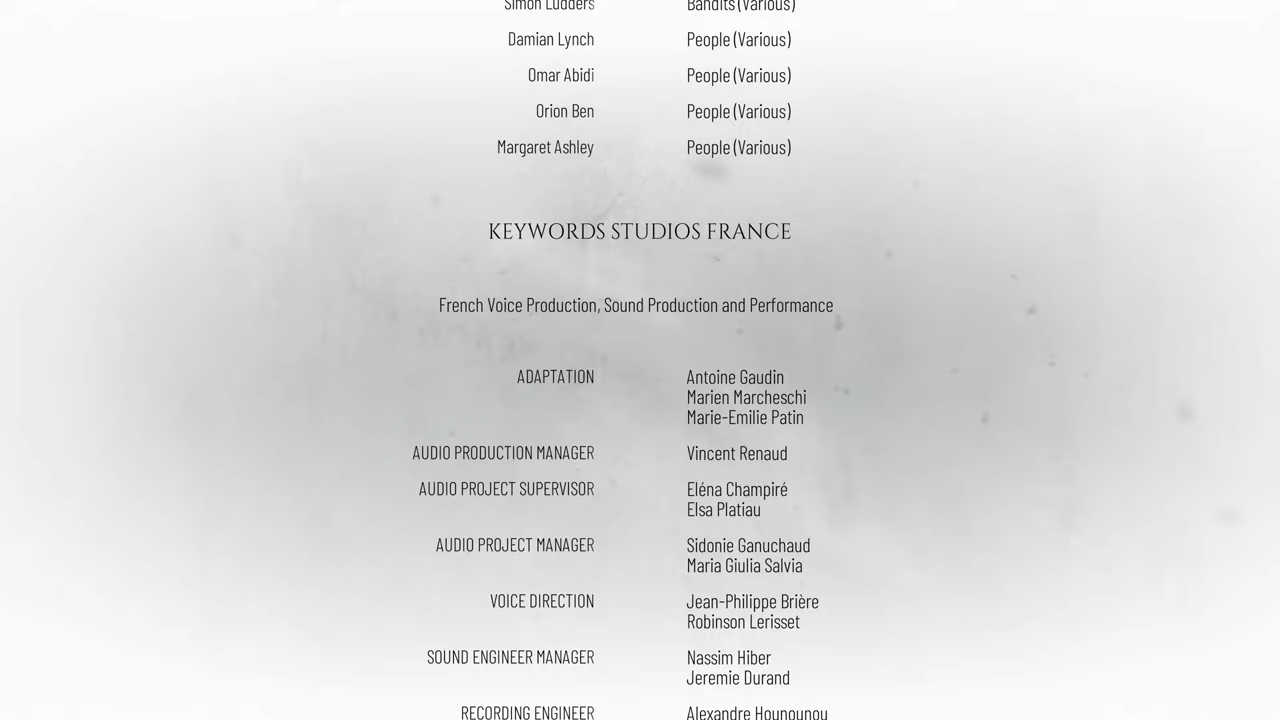 Simon Ludders Bandits (Various)
Damian Lynch People (Various)
Omar Abidi People (Various)
Orion Ben People (Various)
Margaret Ashley People (Various)
KEYWORDS STUDIOS FRANCE
French Voice Production, Sound Production and Performance
ADAPTATION Antoine Gaudin
Marien Marcheschi
Marie-Emilie Patin
AUDIO PRODUCTION MANAGER Vincent Renaud
AUDIO PROJECT SUPERVISOR Eléna Champiré
Elsa Platiau
AUDIO PROJECT MANAGER Sidonie Ganuchaud
Maria Giulia Salvia
VOICE DIRECTION Jean-Philippe Brière
Robinson Lerisset
SOUND ENGINEER MANAGER Nassim Hiber
Jeremie Durand
RECORDING ENGINEER Alexandre Hounounou